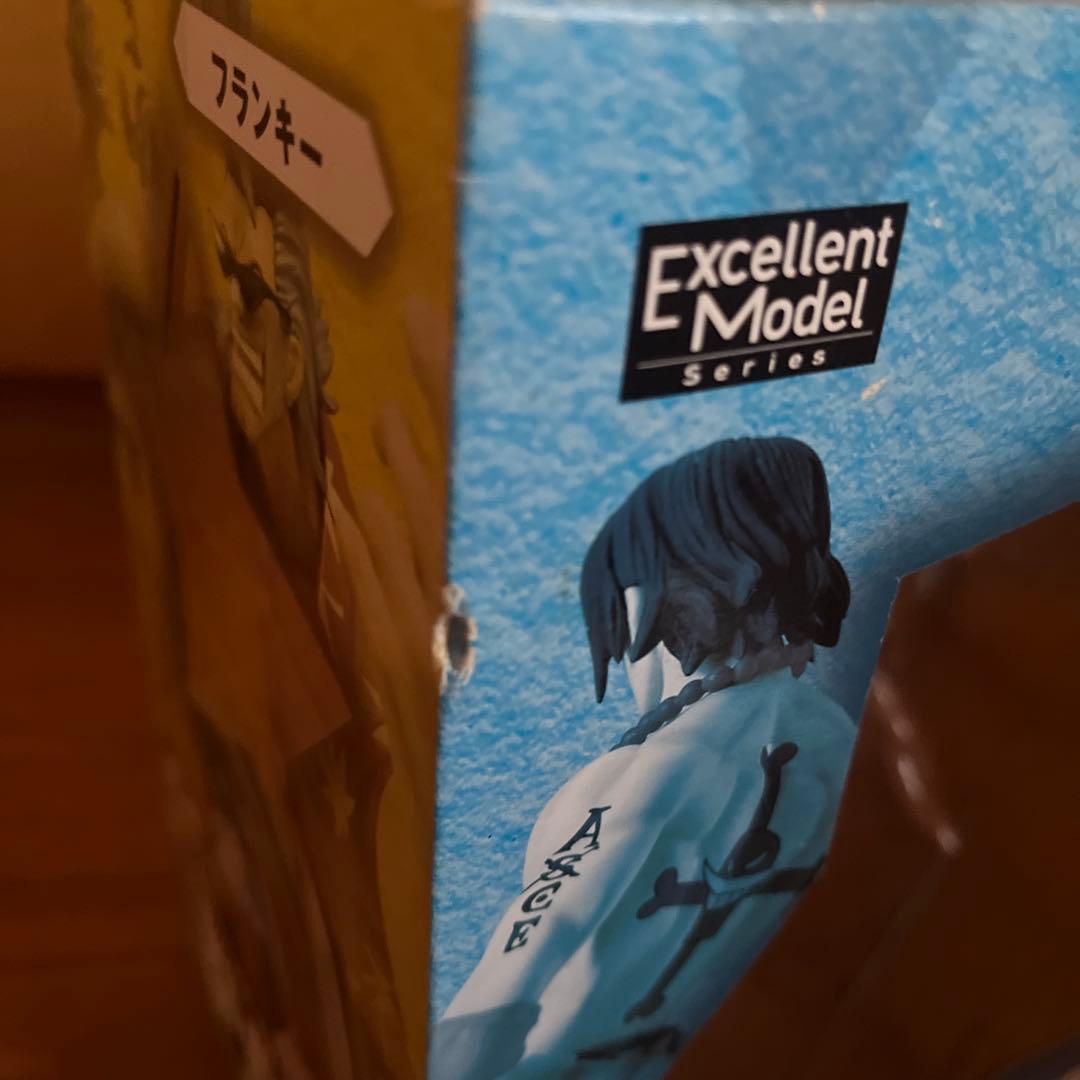 フランキー
Excellent
Model
Series
ASCE